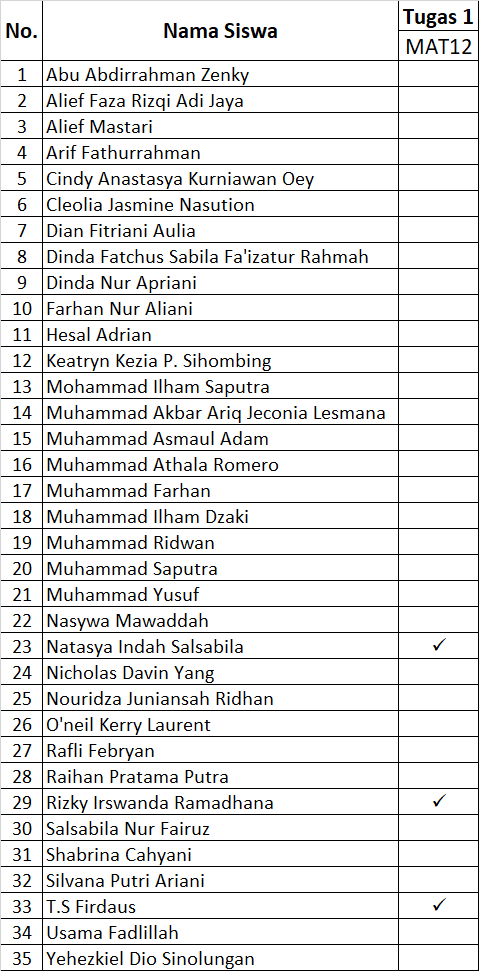 No. Nama Siswa Tugas 1
MAT12
1 Abu Abdirrahman Zenky
2 Alief Faza Rizqi Adi Jaya
3 Alief Mastari
4 Arif Fathurrahman
5 Cindy Anastasya Kurniawan Oey
6 Cleolia Jasmine Nasution
7 Dian Fitriani Aulia
8 Dinda Fatchus Sabila Fa'izatur Rahmah
9 Dinda Nur Apriani
10 Farhan Nur Aliani
11 Hesal Adrian
12 Keatryn Kezia P. Sihombing
13 Mohammad Ilham Saputra
14 Muhammad Akbar Ariq Jeconia Lesmana
15 Muhammad Asmaul Adam
16 Muhammad Athala Romero
17 Muhammad Farhan
18 Muhammad Ilham Dzaki
19 Muhammad Ridwan
20 Muhammad Saputra
21 Muhammad Yusuf
22 Nasywa Mawaddah
23 Natasya Indah Salsabila ✓
24 Nicholas Davin Yang
25 Nouridza Juniansah Ridhan
26 O'neil Kerry Laurent
27 Rafli Febryan
28 Raihan Pratama Putra
29 Rizky Irswanda Ramadhana ✓
30 Salsabila Nur Fairuz
31 Shabrina Cahyani
32 Silvana Putri Ariani
33 T.S Firdaus ✓
34 Usama Fadlillah
35 Yehezkiel Dio Sinolungan